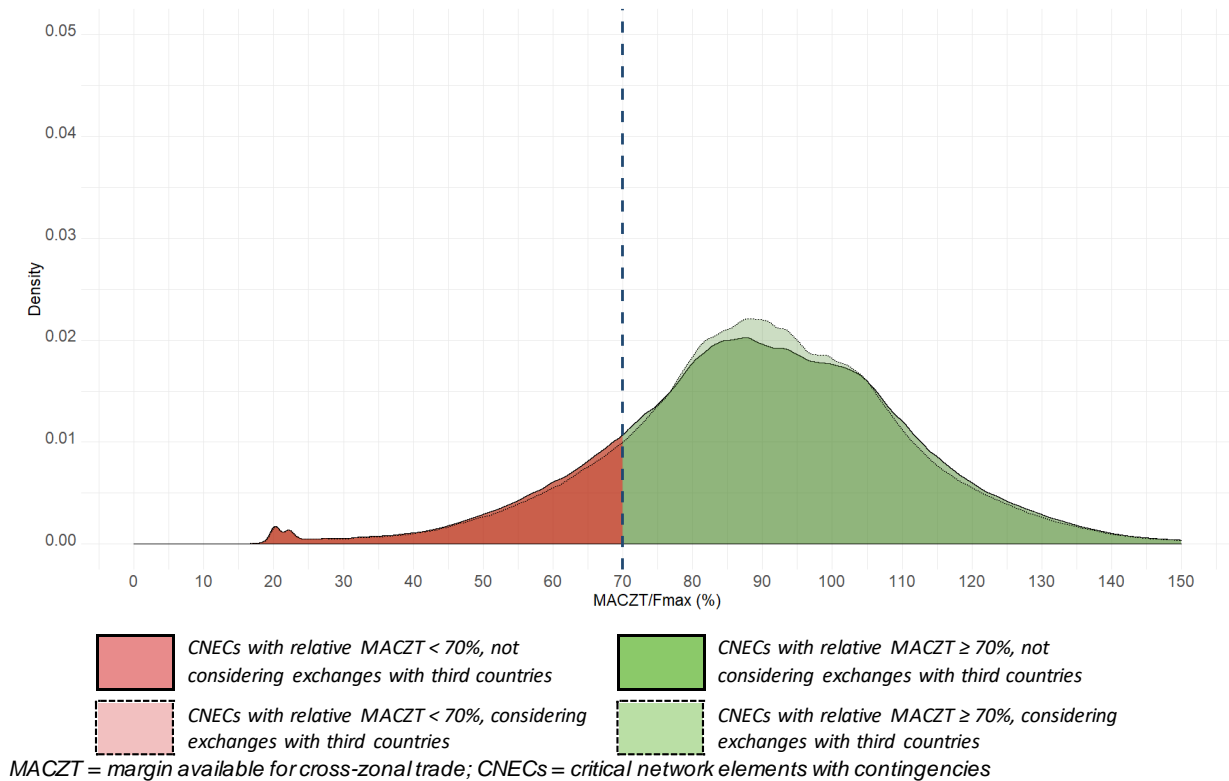 0.05
0.04
0.03
0.02
0.01
0.00
Density
0 10 20 30 40 50 60 70 80 90 100 110 120 130 140 150
MACZT/Fmax (%)
CNECs with relative MACZT < 70%, not
considering exchanges with third countries
CNECs with relative MACZT ≥ 70%, not
considering exchanges with third countries
CNECs with relative MACZT < 70%, considering
exchanges with third countries
CNECs with relative MACZT ≥ 70%, considering
exchanges with third countries
MACZT = margin available for cross-zonal trade; CNECs = critical network elements with contingencies